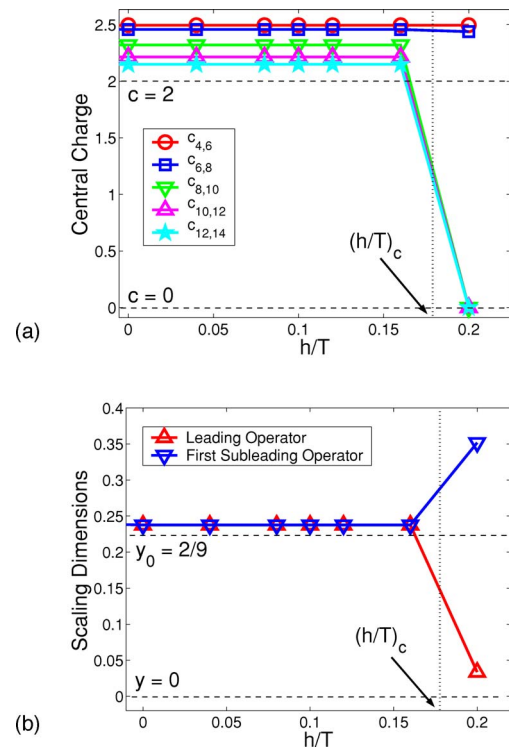 2.5
2
1.5
1
0.5
0
Central Charge
c = 2
c4,6
c6,8
c8,10
c10,12
c12,14
(h/T)c
c = 0
0
0.05
0.1
0.15
0.2
h/T
(a)
0.4
0.35
0.3
0.25
0.2
0.15
0.1
0.05
0
Scaling Dimensions
Leading Operator
First Subleading Operator
y0 = 2/9
(h/T)c
y = 0
0
0.05
0.1
0.15
0.2
h/T
(b)